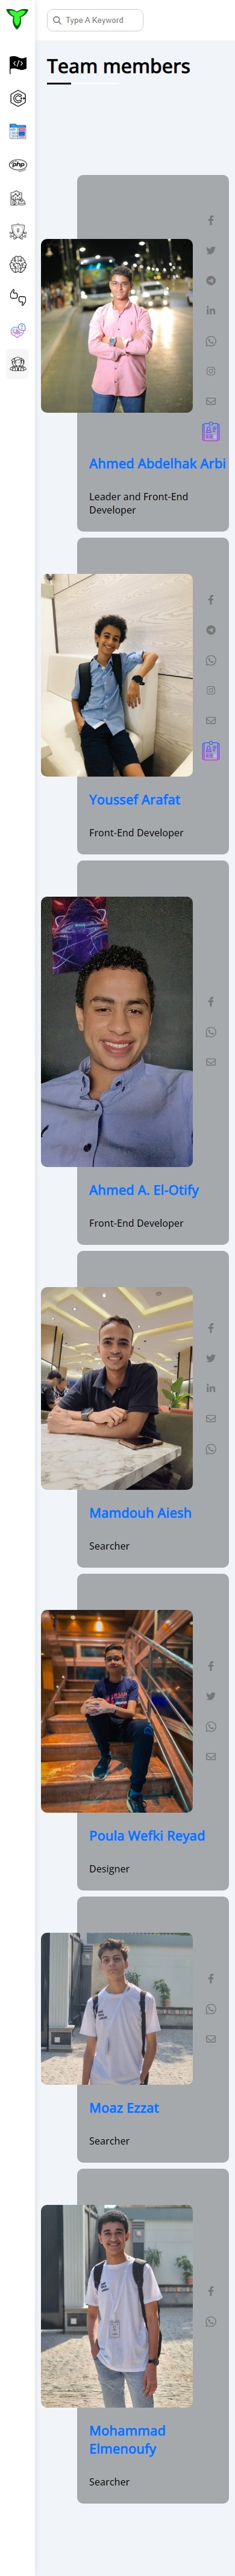 Type A Keyword
Team members
Ahmed Abdelhak Arbi
Leader and Front-End
Developer
Youssef Arafat
Front-End Developer
Ahmed A. El-Otify
Front-End Developer
Mamdouh Aiesh
Searcher
Poula Wefki Reyad
Designer
Moaz Ezzat
Searcher
Mohammad
Elmenoufy
Searcher
php